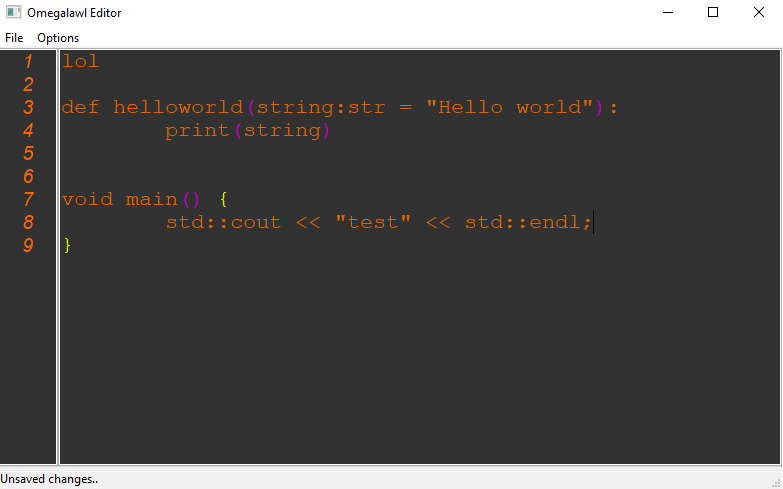 Omegalawl Editor
File Options
1 lol
2
3 def helloworld(string:str = "Hello world"):
4         print(string)
5
6
7 void main() {
8         std::cout << "test" << std::endl;
9 }
Unsaved changes..